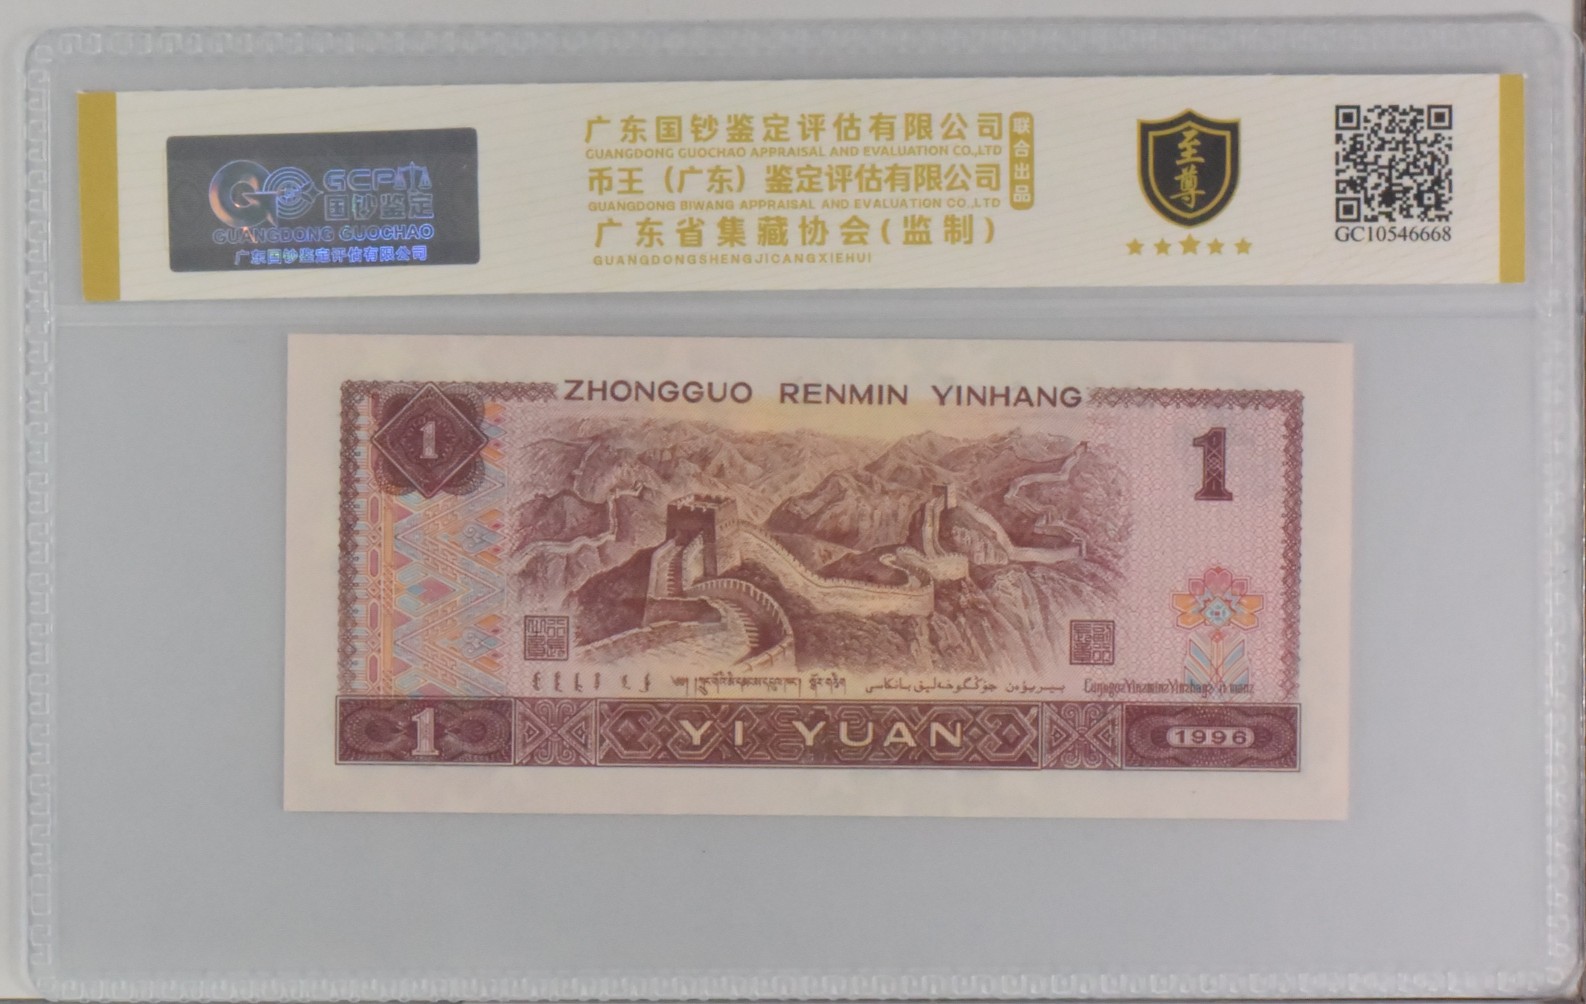 GCP
国钞鉴定
GUANGDONG GUOCHAO
广东国钞鉴定评估有限公司
广东国钞鉴定评估有限公司
GUANGDONG GUOCHAO APPRAISAL AND EVALUATION CO.,LTD
币王（广东）鉴定评估有限公司
GUANGDONG BIWANG APPRAISAL AND EVALUATION CO.,LTD
广东省集藏协会(监制)
GUANGDONGSHENGJICANGXIEHUI
联合出品
至尊
GC10546668
ZHONGGUO RENMIN YINHANG
1
1
1
YI YUAN
1996